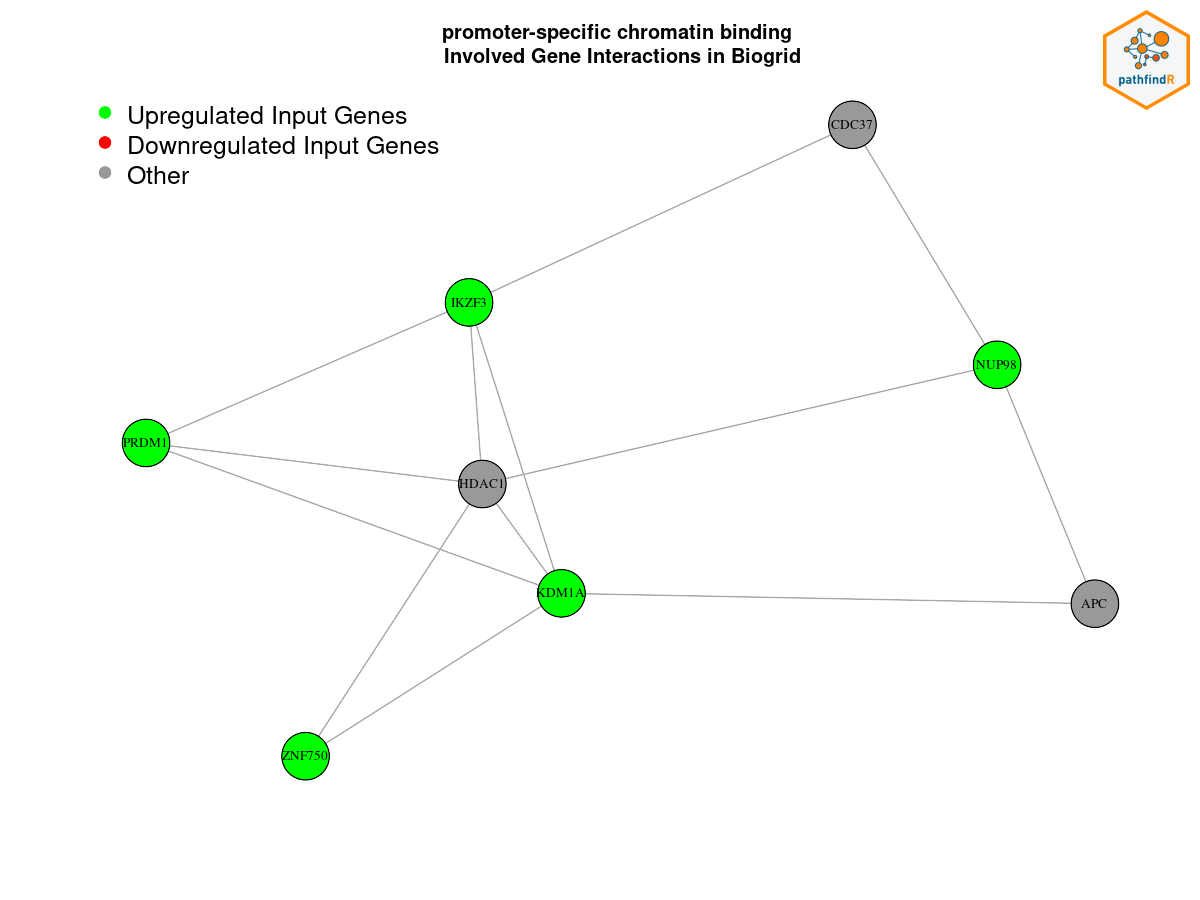 promoter-specific chromatin binding
Involved Gene Interactions in Biogrid
pathfindR
Upregulated Input Genes
Downregulated Input Genes
Other
CDC37
IKZF3
NUP98
PRDM1
HDAC1
KDM1A
APC
ZNF750